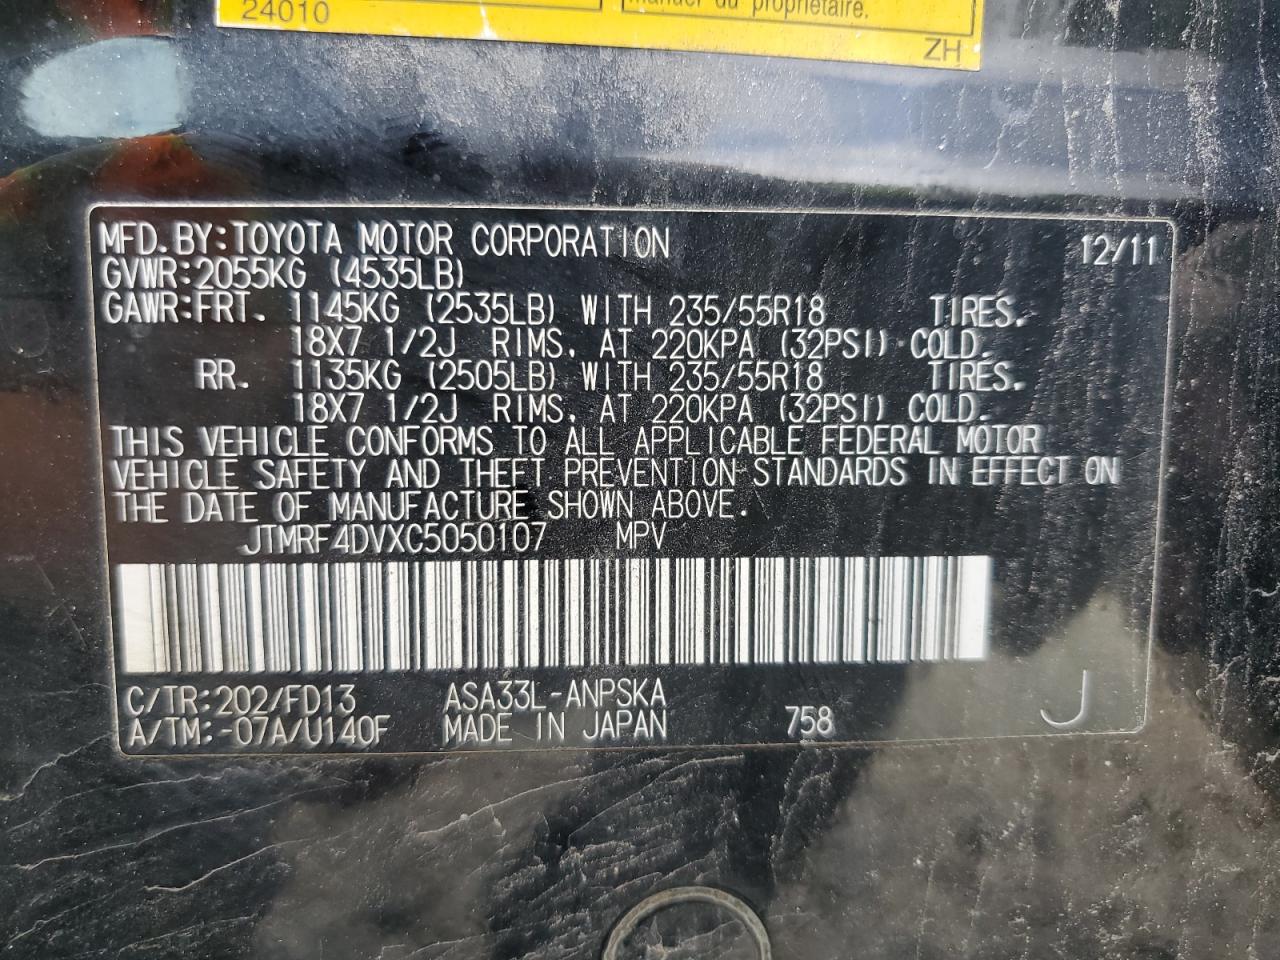 24010
manuel du propriétaire.
ZH
MFD.BY:TOYOTA MOTOR CORPORATION 12/11
GVWR:2055KG (4535LB)
GAWR:FRT. 1145KG (2535LB) WITH 235/55R18 TIRES.
18X7 1/2J RIMS, AT 220KPA (32PSI) COLD.
RR. 1135KG (2505LB) WITH 235/55R18 TIRES.
18X7 1/2J RIMS, AT 220KPA (32PSI) COLD.
THIS VEHICLE CONFORMS TO ALL APPLICABLE FEDERAL MOTOR
VEHICLE SAFETY AND THEFT PREVENTION STANDARDS IN EFFECT ON
THE DATE OF MANUFACTURE SHOWN ABOVE.
JTMRF4DVXC5050107 MPV
C/TR:202/FD13 ASA33L-ANPSKA
A/TM:-07A/U140F MADE IN JAPAN 758 J